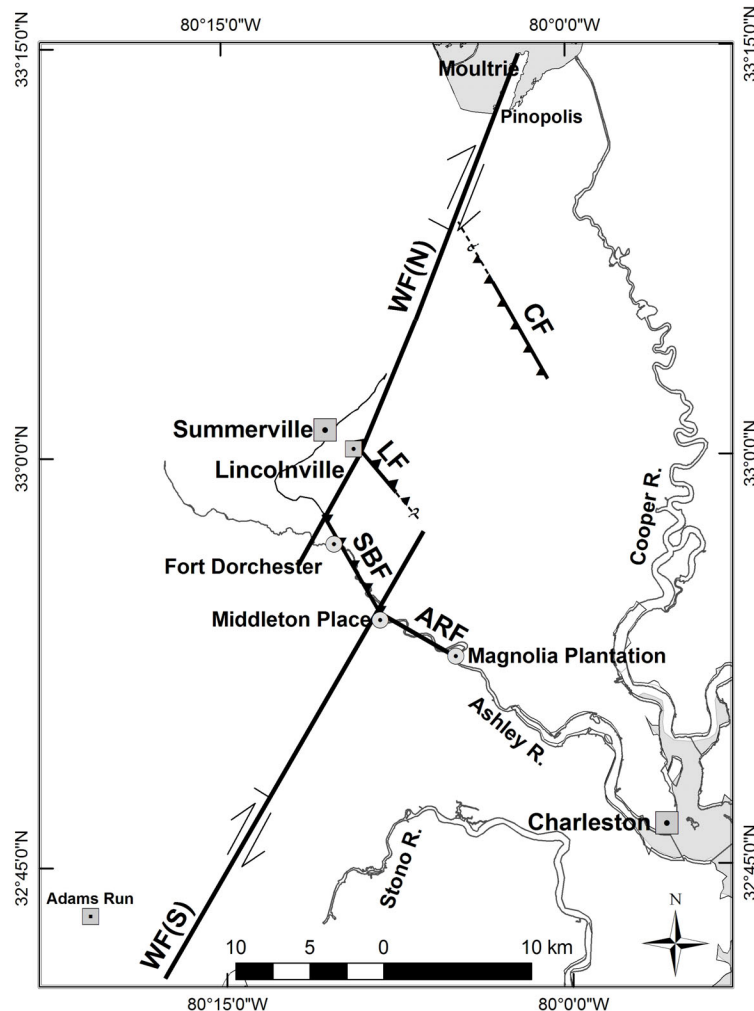 80°15'0"W 80°0'0"W
33°15'0"N 33°15'0"N
Moultrie
Pinopolis
WF(N)
CF
Summerville
Lincolnville
LF
33°0'0"N 33°0'0"N
Cooper R.
SBF
Fort Dorchester
Middleton Place
ARF
Magnolia Plantation
Ashley R.
Charleston
Stono R.
32°45'0"N 32°45'0"N
Adams Run
WF(S)
N
10 5 0 10 km
80°15'0"W 80°0'0"W